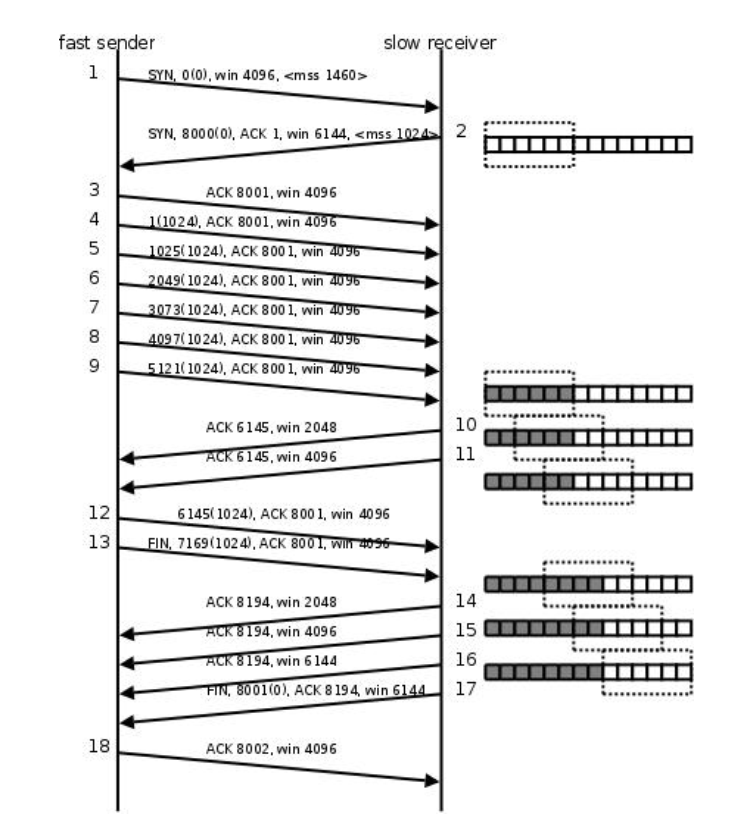 fast sender slow receiver
1 SYN, 0(0), win 4096, <mss 1460>
SYN, 8000(0), ACK 1, win 6144, <mss 1024> 2
3 ACK 8001, win 4096
4 1(1024), ACK 8001, win 4096
5 1025(1024), ACK 8001, win 4096
6 2049(1024), ACK 8001, win 4096
7 3073(1024), ACK 8001, win 4096
8 4097(1024), ACK 8001, win 4096
9 5121(1024), ACK 8001, win 4096
ACK 6145, win 2048 10
ACK 6145, win 4096 11
12 6145(1024), ACK 8001, win 4096
13 FIN, 7169(1024), ACK 8001, win 4096
ACK 8194, win 2048 14
ACK 8194, win 4096 15
ACK 8194, win 6144 16
FIN, 8001(0), ACK 8194, win 6144 17
18 ACK 8002, win 4096